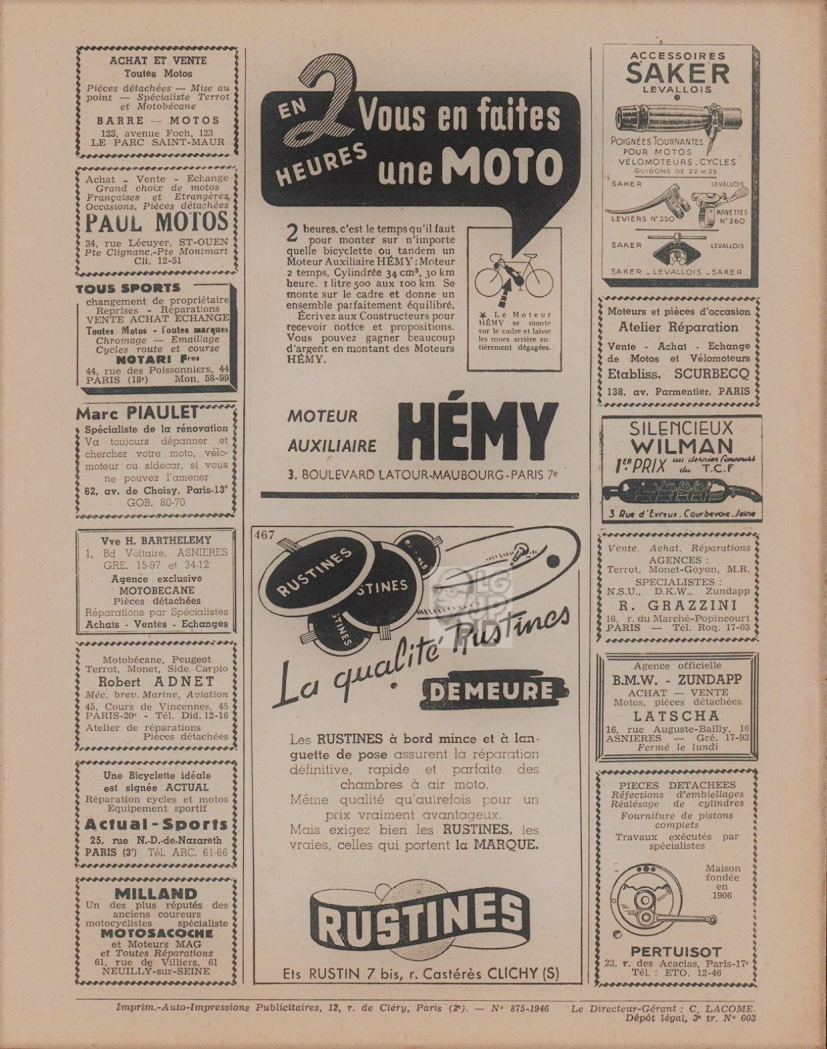 ACHAT ET VENTE
Toutes Motos
Pièces détachées — Mise au
point — Spécialiste Terrot
et Motobécane
BARRE — MOTOS
123, avenue Foch, 123
LE PARC SAINT-MAUR
Achat - Vente - Echange
Grand choix de motos
Françaises et Etrangères,
Occasions, Pièces détachées
PAUL MOTOS
34, rue Lécuyer, ST-OUEN
Pte Clignanc.-Pte Montmart
Cli. 12-51
TOUS SPORTS
changement de propriétaire
Reprises - Réparations
VENTE ACHAT ECHANGE
Toutes Motos - Toutes marques
Chromage — Emaillage
Cycles route et course
NOTARI Fres
44, rue des Poissonniers, 44
PARIS (18e) Mon. 58-99
Marc PIAULET
Spécialiste de la rénovation
Va toujours dépanner et
chercher votre moto, vélo-
moteur ou sidecar, si vous
ne pouvez l'amener
62, av. de Choisy, Paris-13e
GOB. 80-70
Vve H. BARTHELEMY
1, Bd Voltaire, ASNIERES
GRE. 15-97 et 34-12
Agence exclusive
MOTOBECANE
Pièces détachées
Réparations par Spécialistes
Achats - Ventes - Echanges
Motobécane, Peugeot
Terrot, Monet, Side Carpio
Robert ADNET
Méc. brev. Marine, Aviation
45, Cours de Vincennes, 45
PARIS-20e - Tél. Did. 12-16
Atelier de réparations
Pièces détachées
Une Bicyclette idéale
est signée ACTUAL
Réparation cycles et motos
Equipement sportif
Actual-Sports
25, rue N.-D.-de-Nazareth
PARIS (3e) Tél. ARC. 61-66
MILLAND
Un des plus réputés des
anciens coureurs
motocyclistes spécialiste
MOTOSACOCHE
et Moteurs MAG
et Toutes Réparations
61, rue de Villiers, 61
NEUILLY-sur-SEINE
EN 2 HEURES
Vous en faites
une MOTO
2 heures, c'est le temps qu'il faut
pour monter sur n'importe
quelle bicyclette ou tandem un
Moteur Auxiliaire HÉMY : Moteur
2 temps, Cylindrée 34 cm³, 30 km
heure. 1 litre 500 aux 100 km Se
monte sur le cadre et donne un
ensemble parfaitement équilibré,
Écrivez aux Constructeurs pour
recevoir notice et propositions.
Vous pouvez gagner beaucoup
d'argent en montant des Moteurs
HÉMY.
★ Le Moteur
HÉMY se monte
sur le cadre et laisse
les roues arrière en-
tièrement dégagées.
MOTEUR
AUXILIAIRE
HÉMY
3, BOULEVARD LATOUR-MAUBOURG-PARIS 7e
467
RUSTINES
STINES
TINES
La qualité Rustines
DEMEURE
Les RUSTINES à bord mince et à lan-
guette de pose assurent la réparation
définitive, rapide et parfaite des
chambres à air moto.
Même qualité qu'autrefois pour un
prix vraiment avantageux.
Mais exigez bien les RUSTINES, les
vraies, celles qui portent la MARQUE.
RUSTINES
Ets RUSTIN 7 bis, r. Castérès CLICHY (S)
ACCESSOIRES
SAKER
LEVALLOIS
POIGNÉES TOURNANTES
POUR MOTOS
VÉLOMOTEURS-CYCLES
GUIDONS DE 22 et 25
SAKER LEVALLOIS
LEVIERS N°250
MANETTES
N°260
SAKER LEVALLOIS
SAKER - LEVALLOIS - SAKER
Moteurs et pièces d'occasion
Atelier Réparation
Vente - Achat - Echange
de Motos et Vélomoteurs
Etabliss. SCURBECQ
138, av. Parmentier, PARIS
SILENCIEUX
WILMAN
1er PRIX au dernier Concours
du T.C.F
3 Rue d'Evreux. Courbevoie. Seine
Vente. Achat, Réparations
AGENCES :
Terrot, Monet-Goyon, M.R.
SPECIALISTES :
N.S.U., D.K.W., Zundapp
R. GRAZZINI
16, r. du Marché-Popincourt
PARIS — Tél. Roq. 17-03
Agence officielle
B.M.W. - ZUNDAPP
ACHAT — VENTE
Motos, pièces détachées
LATSCHA
16, rue Auguste-Bailly, 16
ASNIERES — Gré. 17-93
Fermé le lundi
PIECES DETACHEES
Réfections d'embiellages
Réalésage de cylindres
Fourniture de pistons
complets
Travaux exécutés par
spécialistes
Maison
fondée
en
1906
PERTUISOT
23, r. des Acacias, Paris-17e
Tél. : ETO. 12-46
Imprim.-Auto-Impressions Publicitaires, 12, r. de Cléry, Paris (2e). — N° 875-1946 Le Directeur-Gérant : C. LACOME.
Dépôt légal, 3e tr. N° 003